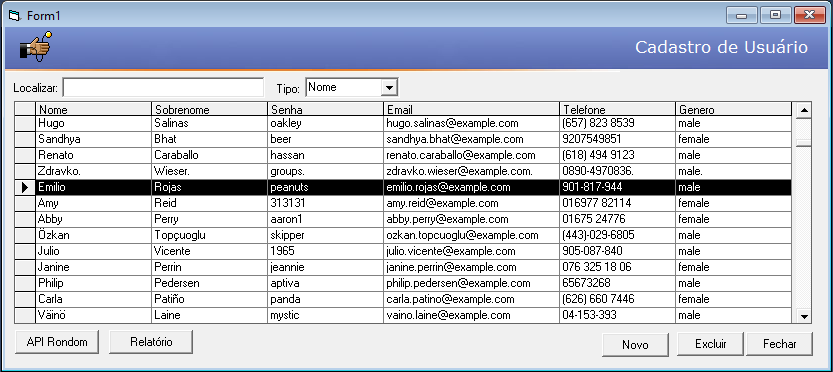 Form1
Cadastro de Usuário
Localizar: Tipo: Nome
Nome Sobrenome Senha Email Telefone Genero
Hugo Salinas oakley hugo.salinas@example.com (657) 823 8539 male
Sandhya Bhat beer sandhya.bhat@example.com 9207549851 female
Renato Caraballo hassan renato.caraballo@example.com (618) 494 9123 male
Zdravko. Wieser. groups. zdravko.wieser@example.com. 0890-4970836. male.
Emilio Rojas peanuts emilio.rojas@example.com 901-817-944 male
Amy Reid 313131 amy.reid@example.com 016977 82114 female
Abby Perry aaron1 abby.perry@example.com 01675 24776 female
Özkan Topçuoglu skipper ozkan.topcuoglu@example.com (443)-029-6805 male
Julio Vicente 1965 julio.vicente@example.com 905-087-840 male
Janine Perrin jeannie janine.perrin@example.com 076 325 18 06 female
Philip Pedersen aptiva philip.pedersen@example.com 65673268 male
Carla Patiño panda carla.patino@example.com (626) 660 7446 female
Väinö Laine mystic vaino.laine@example.com 04-153-393 male
API Rondom Relatório Novo Excluir Fechar